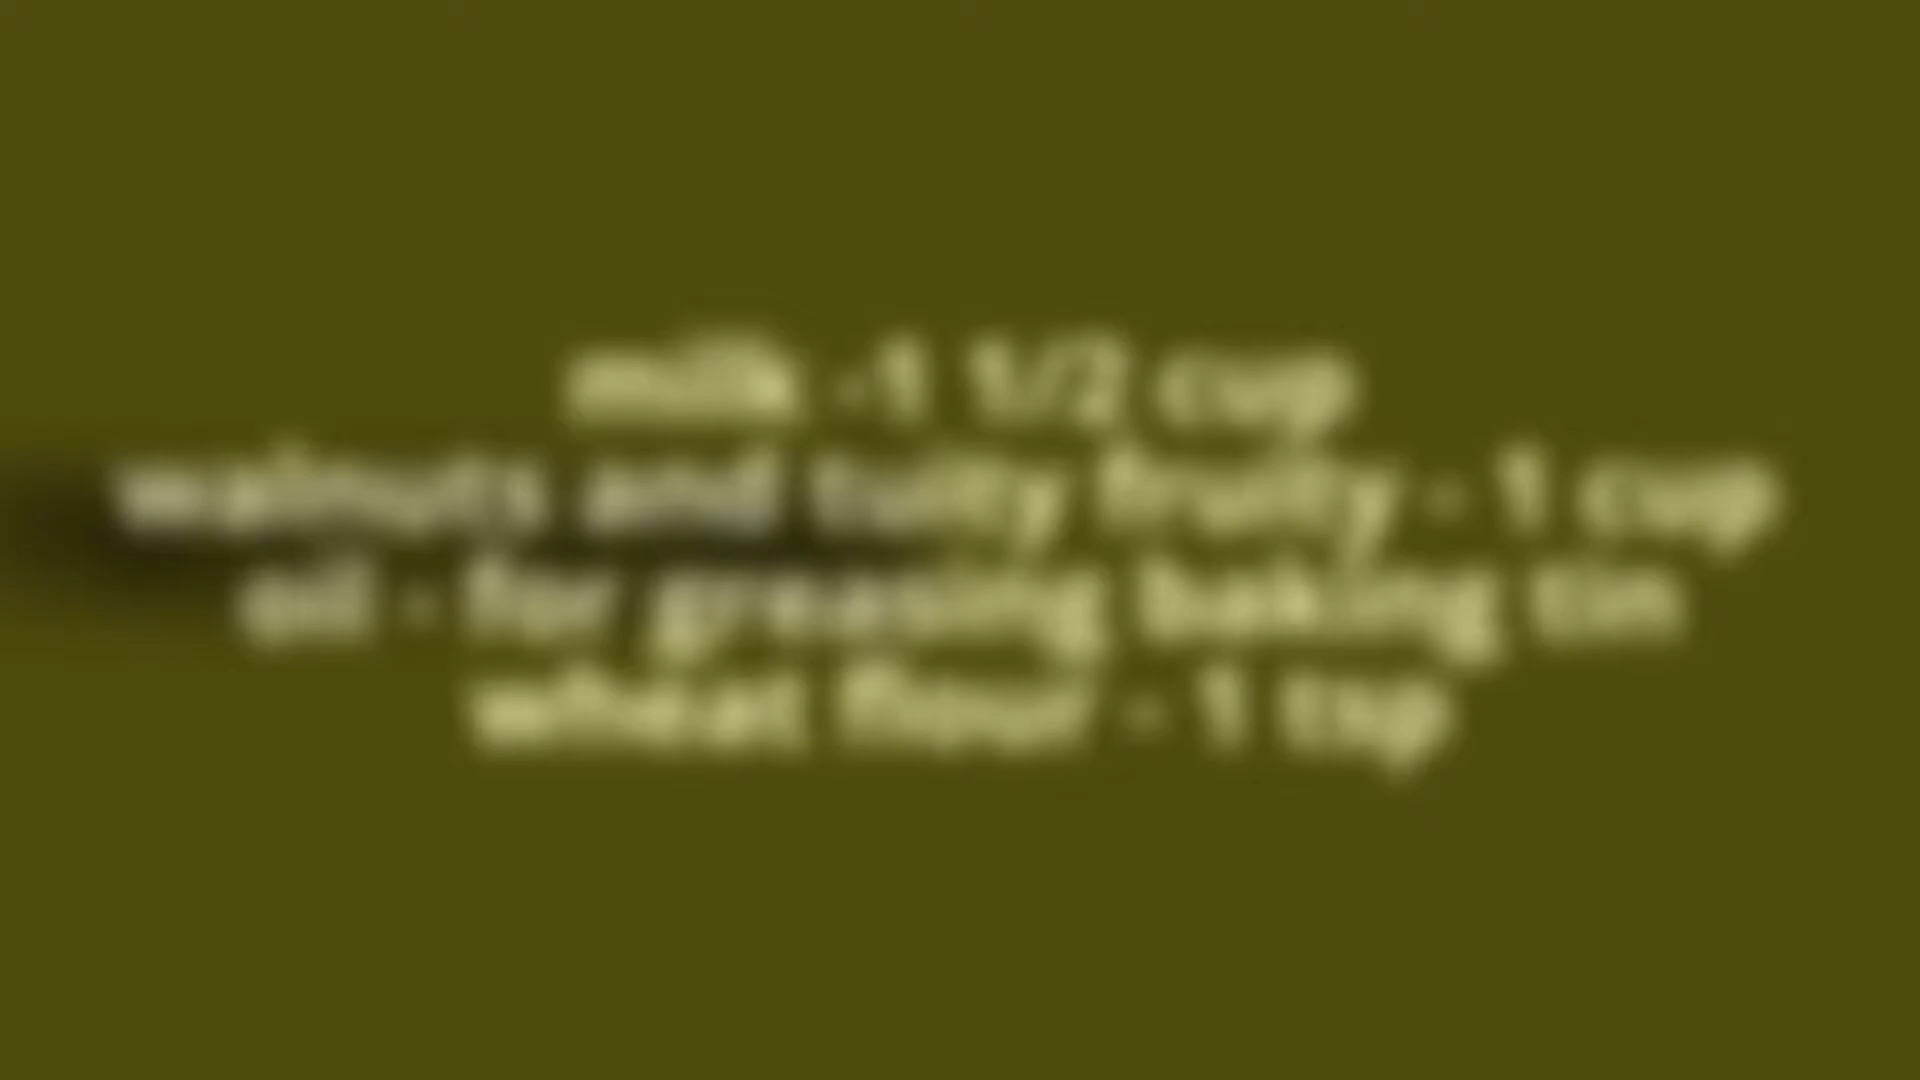 milk -1 1/2 cup
walnuts and tutty fruity - 1 cup
oil - for greasing baking tin
wheat flour - 1 tsp